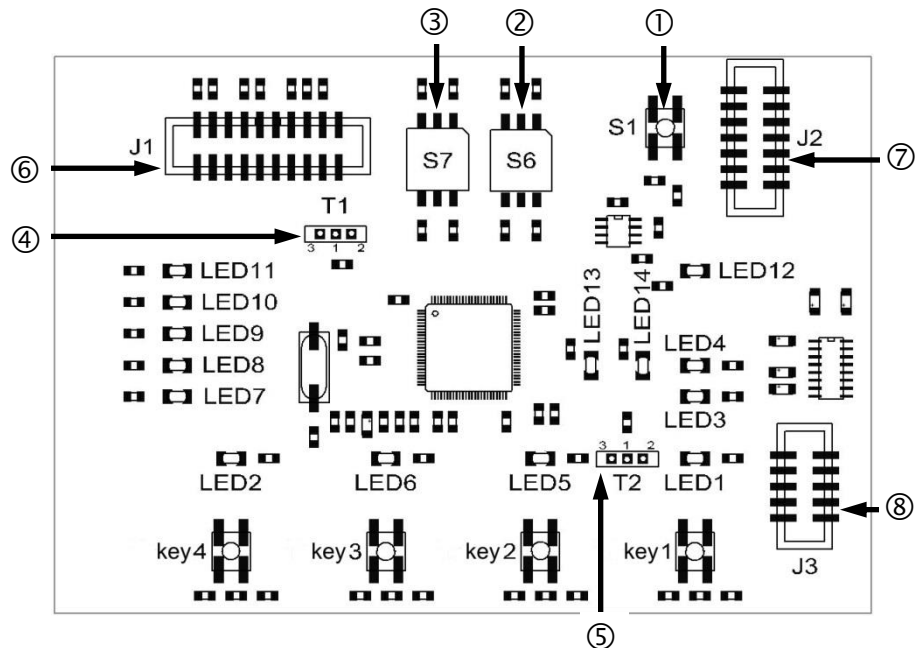 ③ ② ①
J1 S7 S6 S1 J2
⑥ ⑦
T1
④
3 1 2
LED11 LED13 LED14 LED12
LED10
LED9
LED8 LED4
LED7 LED3
3 1 2
LED2 LED6 LED5 T2 LED1
⑧
key4 key3 key2 key1 J3
⑤